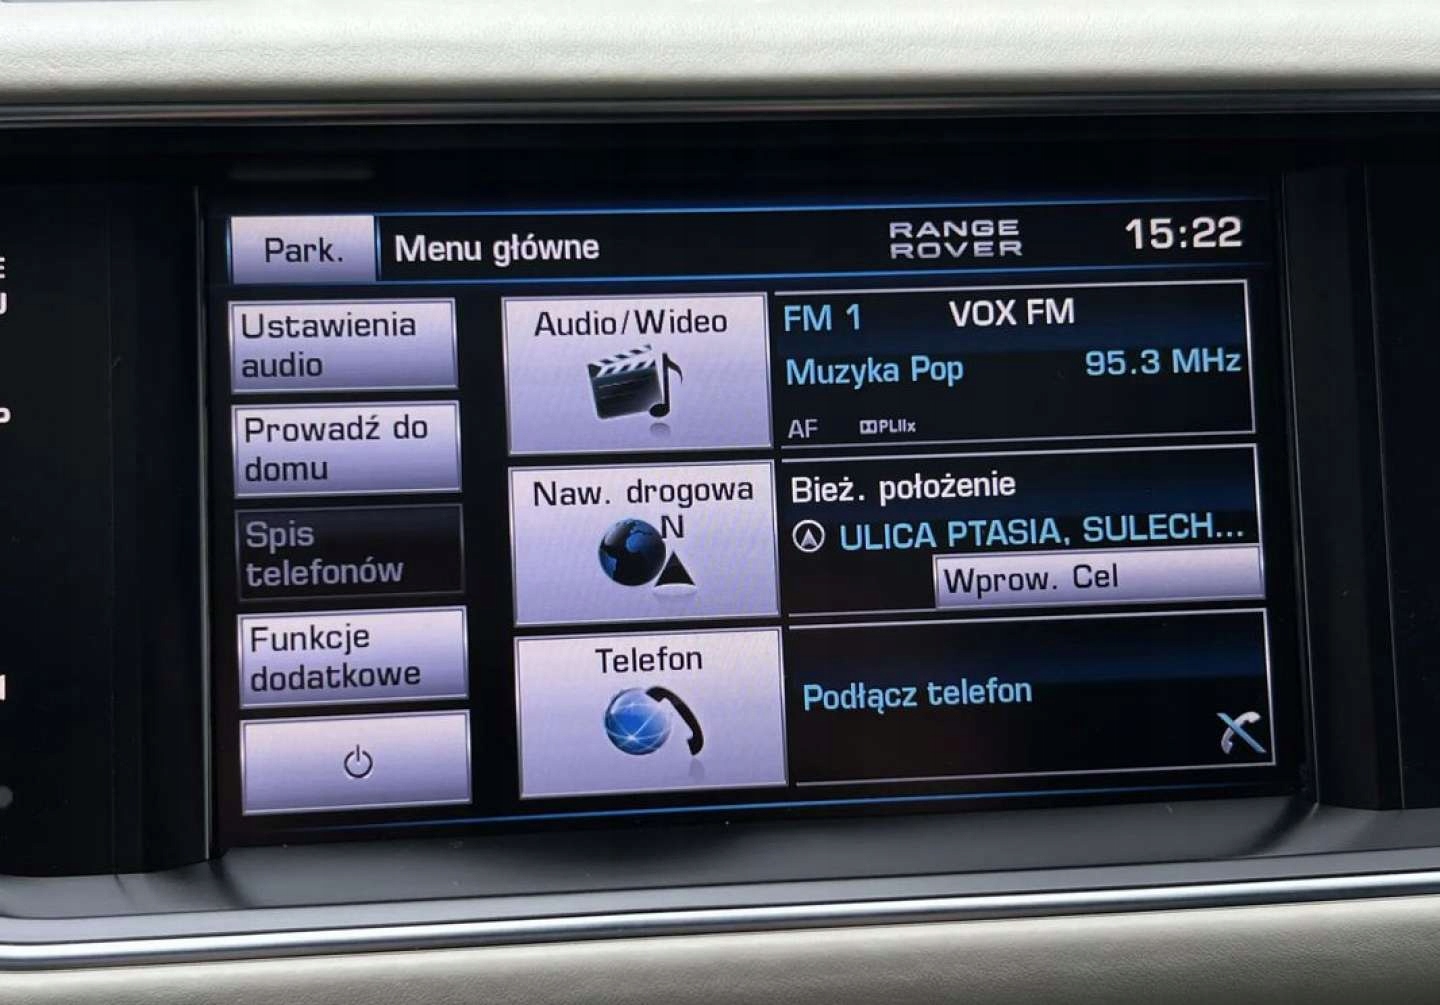 Park.
Menu główne
RANGE
ROVER
15:22
Ustawienia
audio
Prowadź do
domu
Spis
telefonów
Funkcje
dodatkowe
Audio/Wideo
FM 1
VOX FM
Muzyka Pop
95.3 MHz
AF
PLIIx
Naw. drogowa
N
Bież. położenie
ULICA PTASIA, SULECH...
Wprow. Cel
Telefon
Podłącz telefon